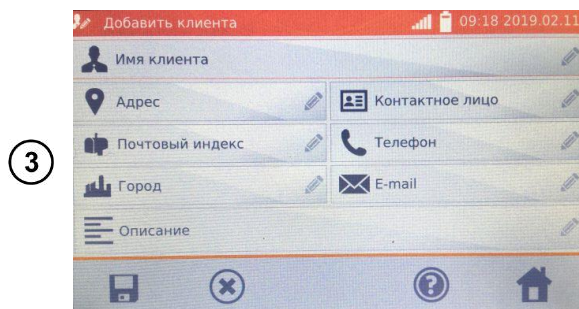 Добавить клиента 09:18 2019.02.11
Имя клиента
Адрес Контактное лицо
3 Почтовый индекс Телефон
Город E-mail
Описание
?